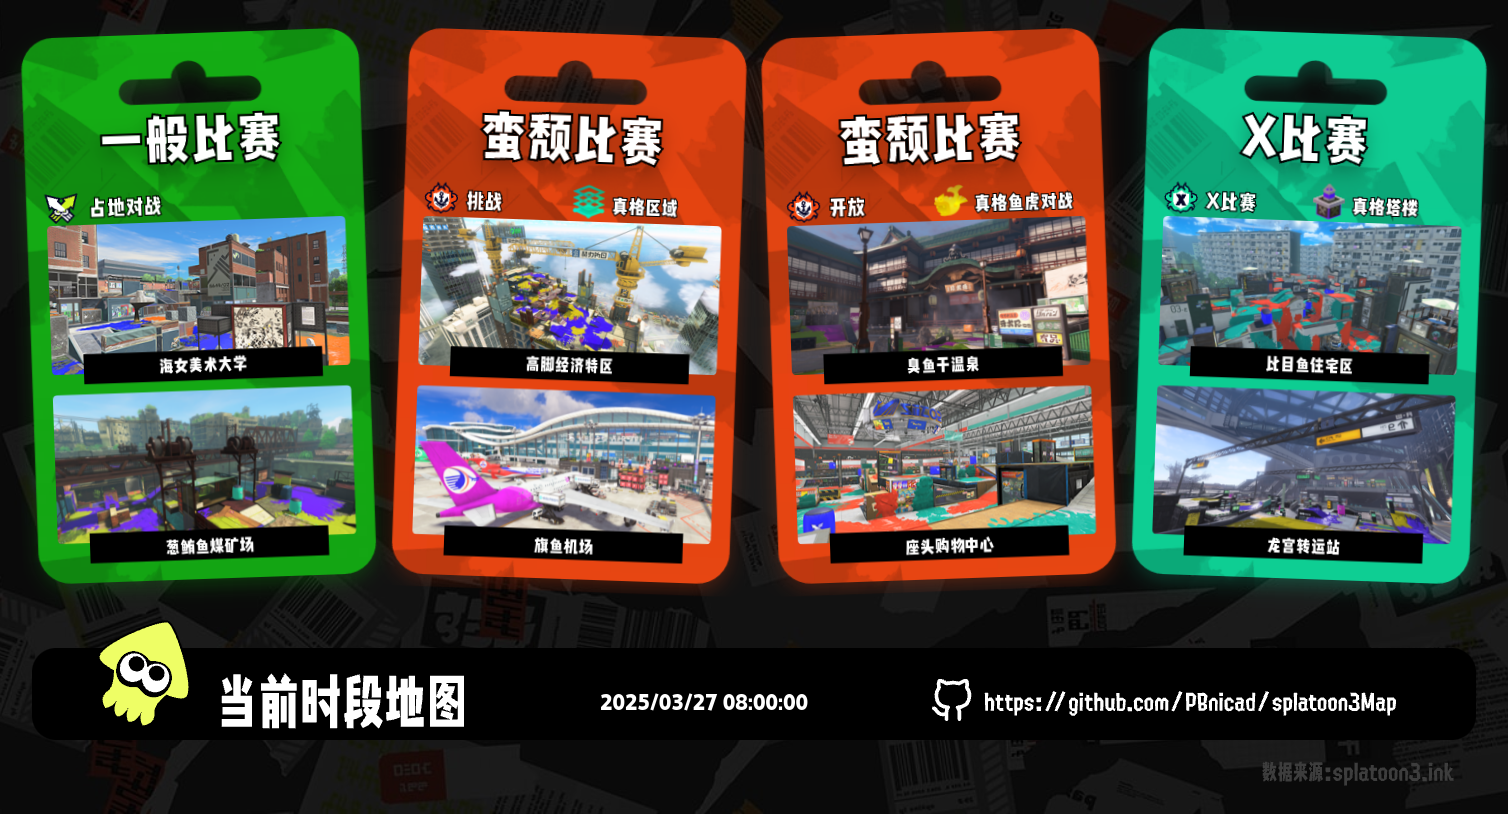 一般比赛
占地对战
海女美术大学
葱鲔鱼煤矿场
蛮颓比赛
挑战
真格区域
高脚经济特区
旗鱼机场
蛮颓比赛
开放
真格鱼虎对战
臭鱼干温泉
座头购物中心
X比赛
X比赛
真格塔楼
比目鱼住宅区
龙宫转运站
当前时段地图
2025/03/27 08:00:00
https://github.com/PBnicad/splatoon3Map
数据来源:splatoon3.ink